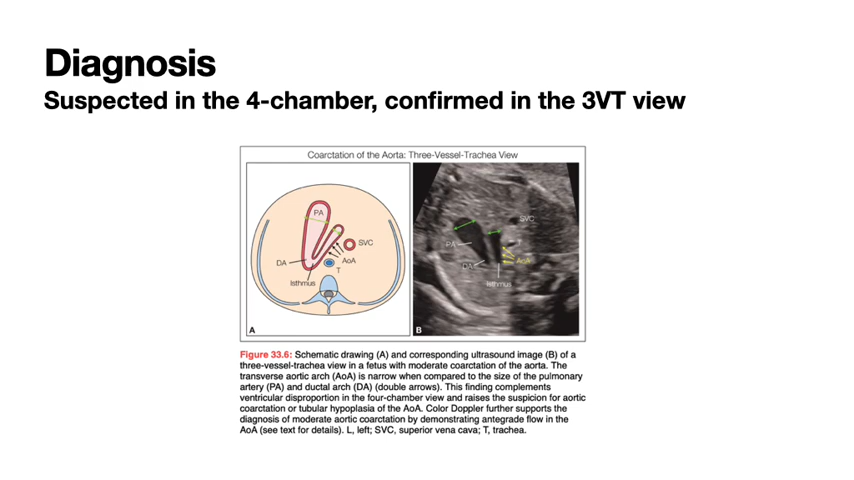 Diagnosis
Suspected in the 4-chamber, confirmed in the 3VT view
Coarctation of the Aorta: Three-Vessel-Trachea View
PA
SVC
DA
AoA
T
Isthmus
A
SVC
PA
AoA
DA
Isthmus
B
Figure 33.6: Schematic drawing (A) and corresponding ultrasound image (B) of a
three-vessel-trachea view in a fetus with moderate coarctation of the aorta. The
transverse aortic arch (AoA) is narrow when compared to the size of the pulmonary
artery (PA) and ductal arch (DA) (double arrows). This finding complements
ventricular disproportion in the four-chamber view and raises the suspicion for aortic
coarctation or tubular hypoplasia of the AoA. Color Doppler further supports the
diagnosis of moderate aortic coarctation by demonstrating antegrade flow in the
AoA (see text for details). L, left; SVC, superior vena cava; T, trachea.